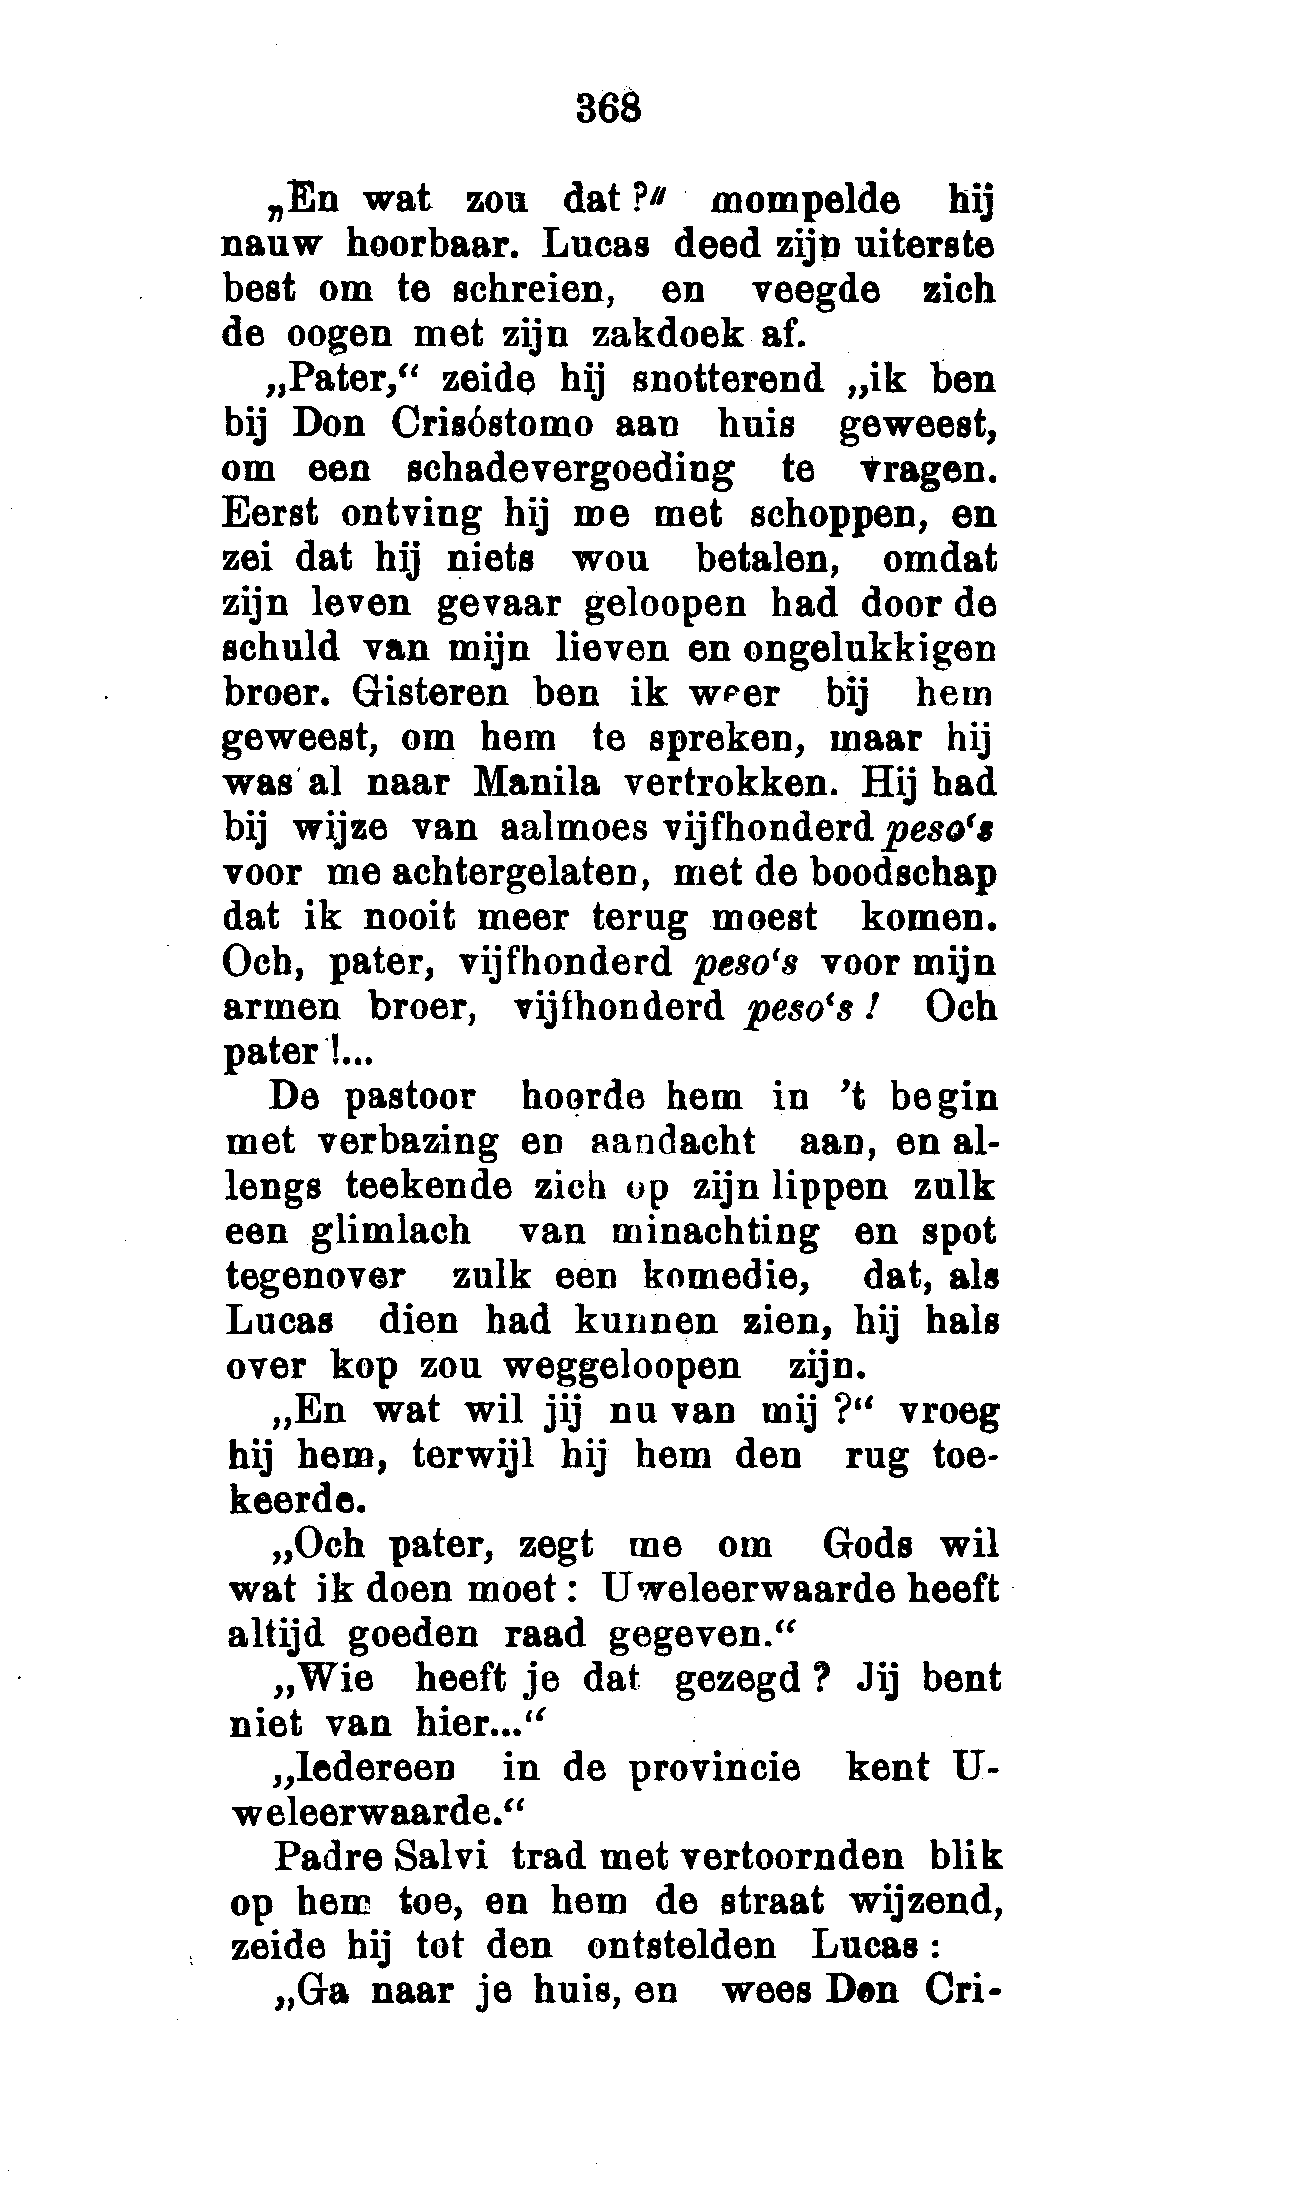 368
„En wat zou dat ?" mompelde hij
nauw hoorbaar. Lucas deed zijn uiterste
best om te schreien, en veegde zich
de oogen met zijn zakdoek af.
„Pater,“ zeide hij snotterend „ik ben
bij Don Crisóstomo aan huis geweest,
om een schadevergoeding te vragen.
Eerst ontving hij me met schoppen, en
zei dat hij niets wou betalen, omdat
zijn leven gevaar geloopen had door de
schuld van mijn lieven en ongelukkigen
broer. Gisteren ben ik weer bij hem
geweest, om hem te spreken, maar hij
was al naar Manila vertrokken. Hij had
bij wijze van aalmoes vijfhonderd peso‘s
voor me achtergelaten, met de boodschap
dat ik nooit meer terug moest komen.
Och, pater, vijfhonderd peso‘s voor mijn
armen broer, vijfhonderd peso‘s ! Och
pater !...
De pastoor hoorde hem in ’t begin
met verbazing en aandacht aan, en al-
lengs teekende zich op zijn lippen zulk
een glimlach van minachting en spot
tegenover zulk een komedie, dat, als
Lucas dien had kunnen zien, hij hals
over kop zou weggeloopen zijn.
„En wat wil jij nu van mij ?“ vroeg
hij hem, terwijl hij hem den rug toe-
keerde.
„Och pater, zegt me om Gods wil
wat ik doen moet : Uweleerwaarde heeft
altijd goeden raad gegeven.“
„Wie heeft je dat gezegd ? Jij bent
niet van hier...“
„Iedereen in de provincie kent U-
weleerwaarde.“
Padre Salvi trad met vertoornden blik
op hem toe, en hem de straat wijzend,
zeide hij tot den ontstelden Lucas :
„Ga naar je huis, en wees Don Cri-